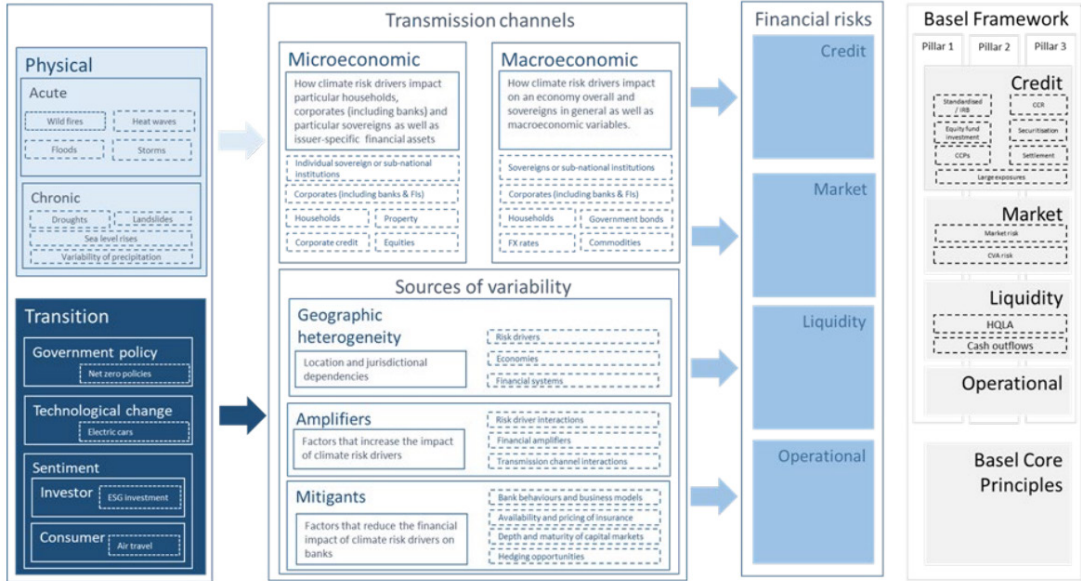 Physical
Acute
Wild fires
Heat waves
Floods
Storms
Chronic
Droughts
Landslides
Sea level rises
Variability of precipitation
Transition
Government policy
Net zero policies
Technological change
Electric cars
Sentiment
Investor
ESG investment
Consumer
Air travel
Transmission channels
Microeconomic
How climate risk drivers impact
particular households,
corporates (including banks) and
particular sovereigns as well as
issuer-specific financial assets
Individual sovereign or sub-national
institutions
Corporates (including banks & FIs)
Households
Property
Corporate credit
Equities
Macroeconomic
How climate risk drivers impact
on an economy overall and
sovereigns in general as well as
macroeconomic variables.
Sovereigns or sub-national institutions
Corporates (including banks & FIs)
Households
Government bonds
FX rates
Commodities
Sources of variability
Geographic
heterogeneity
Location and jurisdictional
dependencies
Risk drivers
Economies
Financial systems
Amplifiers
Factors that increase the impact
of climate risk drivers
Risk driver interactions
Financial amplifiers
Transmission channel interactions
Mitigants
Factors that reduce the financial
impact of climate risk drivers on
banks
Bank behaviours and business models
Availability and pricing of insurance
Depth and maturity of capital markets
Hedging opportunities
Financial risks
Credit
Market
Liquidity
Operational
Basel Framework
Pillar 1
Pillar 2
Pillar 3
Credit
Standardised
/ IRB
CCR
Equity fund
investment
Securitisation
CCPs
Settlement
Large exposures
Market
Market risk
CVA risk
Liquidity
HQLA
Cash outflows
Operational
Basel Core
Principles